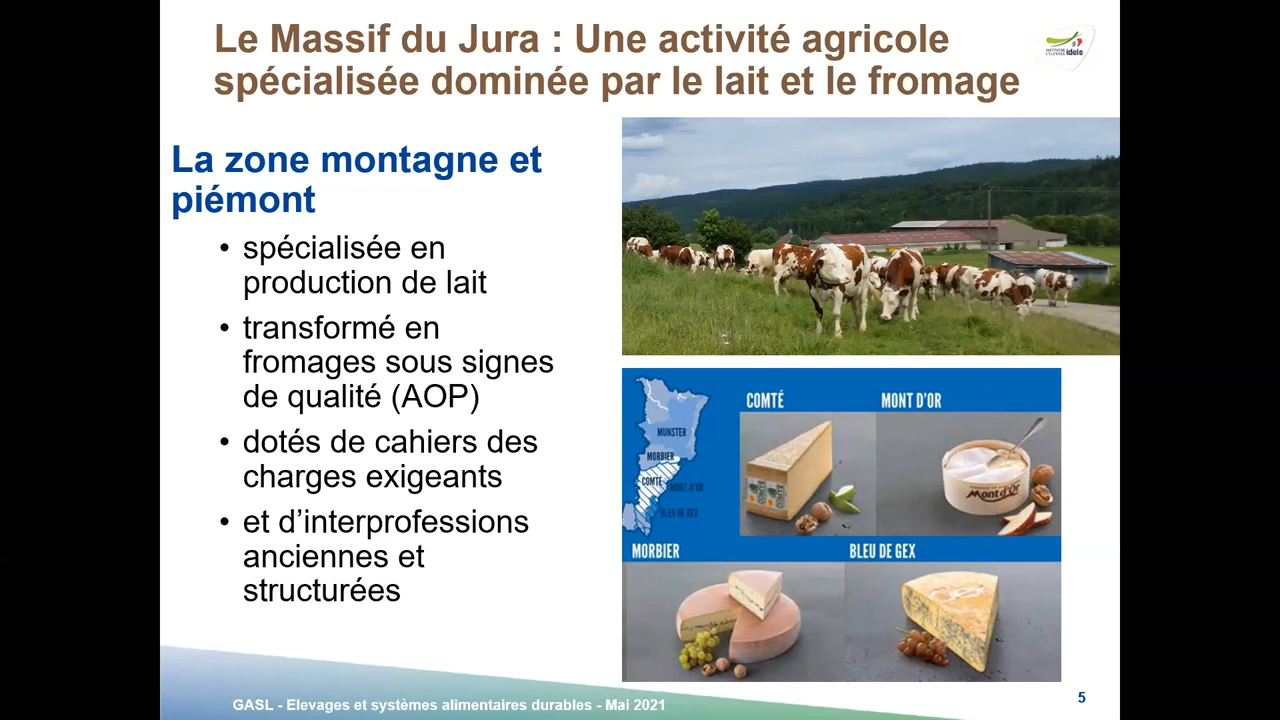 Le Massif du Jura : Une activité agricole
spécialisée dominée par le lait et le fromage
idele
La zone montagne et
piémont
• spécialisée en
production de lait
• transformé en
fromages sous signes
de qualité (AOP)
• dotés de cahiers des
charges exigeants
• et d’interprofessions
anciennes et
structurées
COMTÉ
MONT D'OR
MUNSTER
MORBIER
COMTÉ
MONT-D'OR
BLEU DE GEX
Mont d'Or
MORBIER
BLEU DE GEX
GASL - Elevages et systèmes alimentaires durables - Mai 2021
5